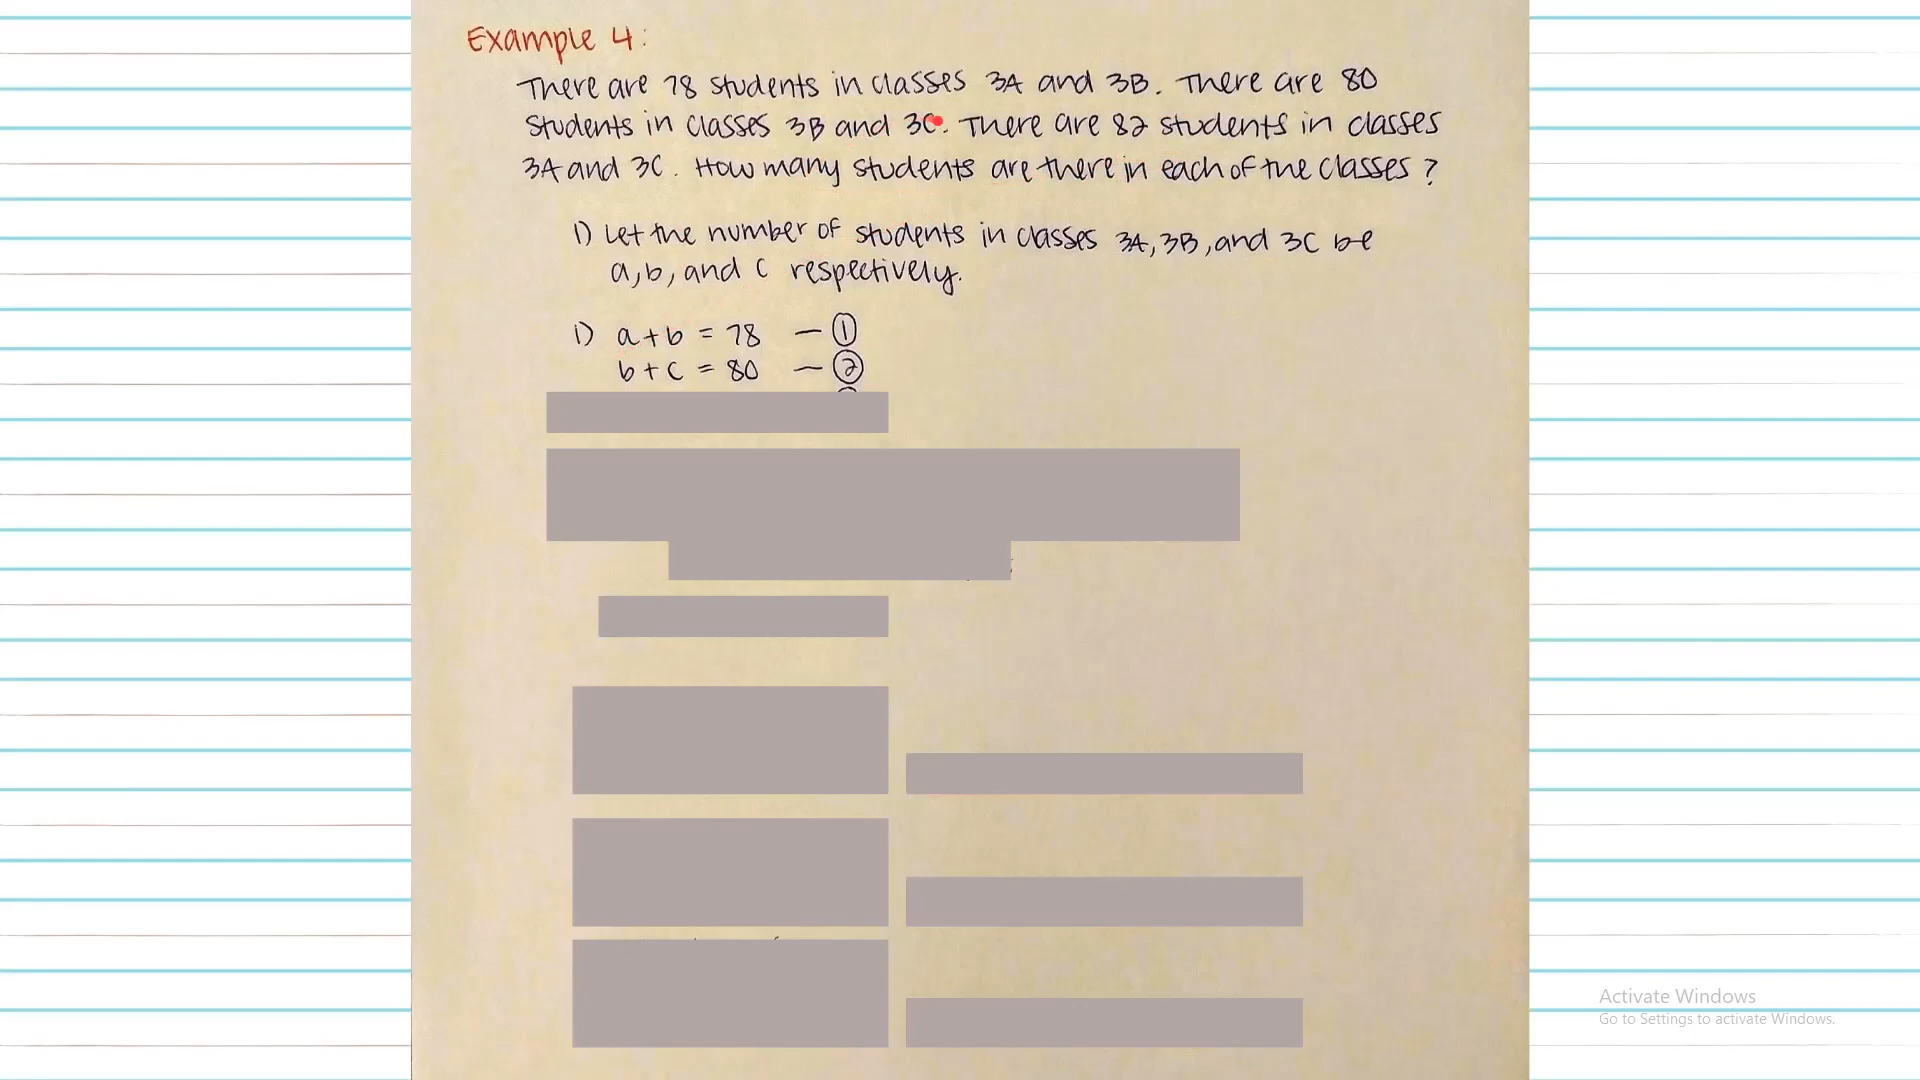 Example 4:
There are 78 students in classes 3A and 3B. There are 80
students in classes 3B and 3C. There are 82 students in classes
3A and 3C. How many students are there in each of the classes?
1) Let the number of students in classes 3A, 3B, and 3C be
a, b, and c respectively.
1) a + b = 78 — ①
b + c = 80 — ②
Activate Windows
Go to Settings to activate Windows.